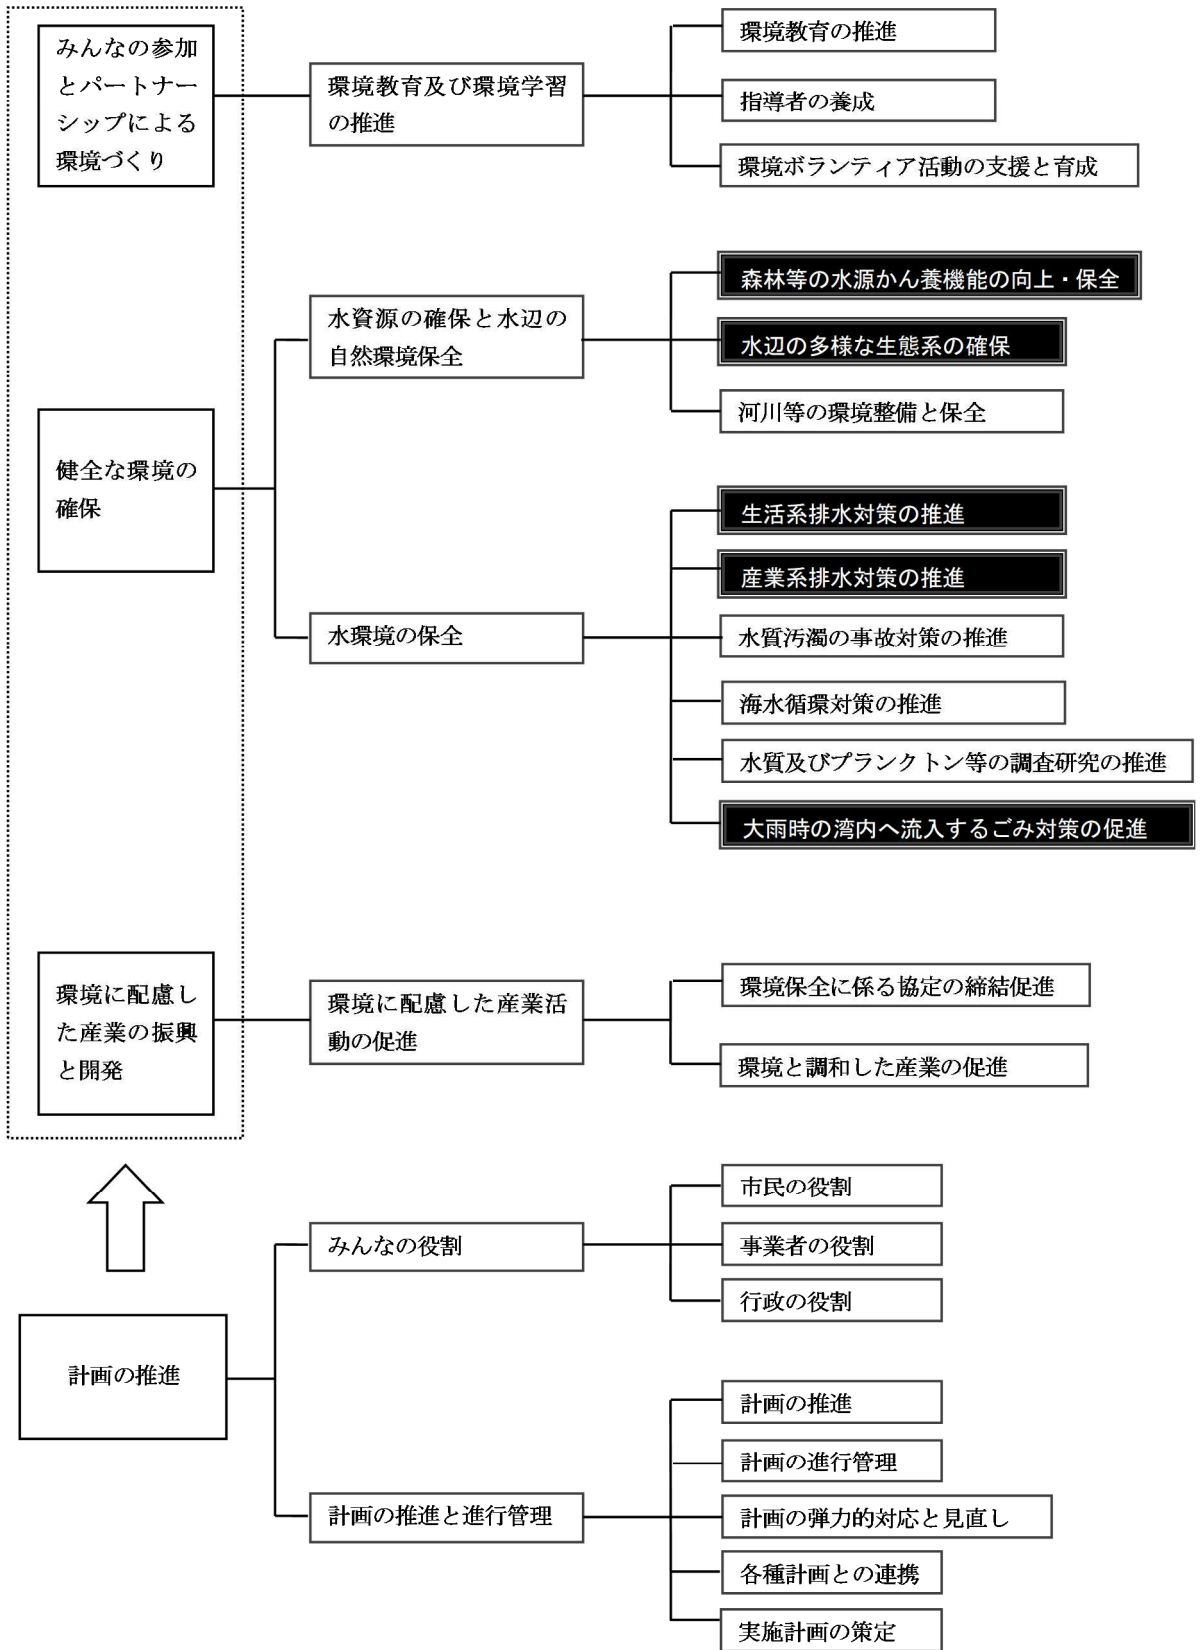 みんなの参加
とパートナー
シップによる
環境づくり
環境教育及び環境学習
の推進
環境教育の推進
指導者の養成
環境ボランティア活動の支援と育成
健全な環境の
確保
水資源の確保と水辺の
自然環境保全
森林等の水源かん養機能の向上・保全
水辺の多様な生態系の確保
河川等の環境整備と保全
水環境の保全
生活系排水対策の推進
産業系排水対策の推進
水質汚濁の事故対策の推進
海水循環対策の推進
水質及びプランクトン等の調査研究の推進
大雨時の湾内へ流入するごみ対策の促進
環境に配慮し
た産業の振興
と開発
環境に配慮した産業活
動の促進
環境保全に係る協定の締結促進
環境と調和した産業の促進
計画の推進
みんなの役割
市民の役割
事業者の役割
行政の役割
計画の推進と進行管理
計画の推進
計画の進行管理
計画の弾力的対応と見直し
各種計画との連携
実施計画の策定